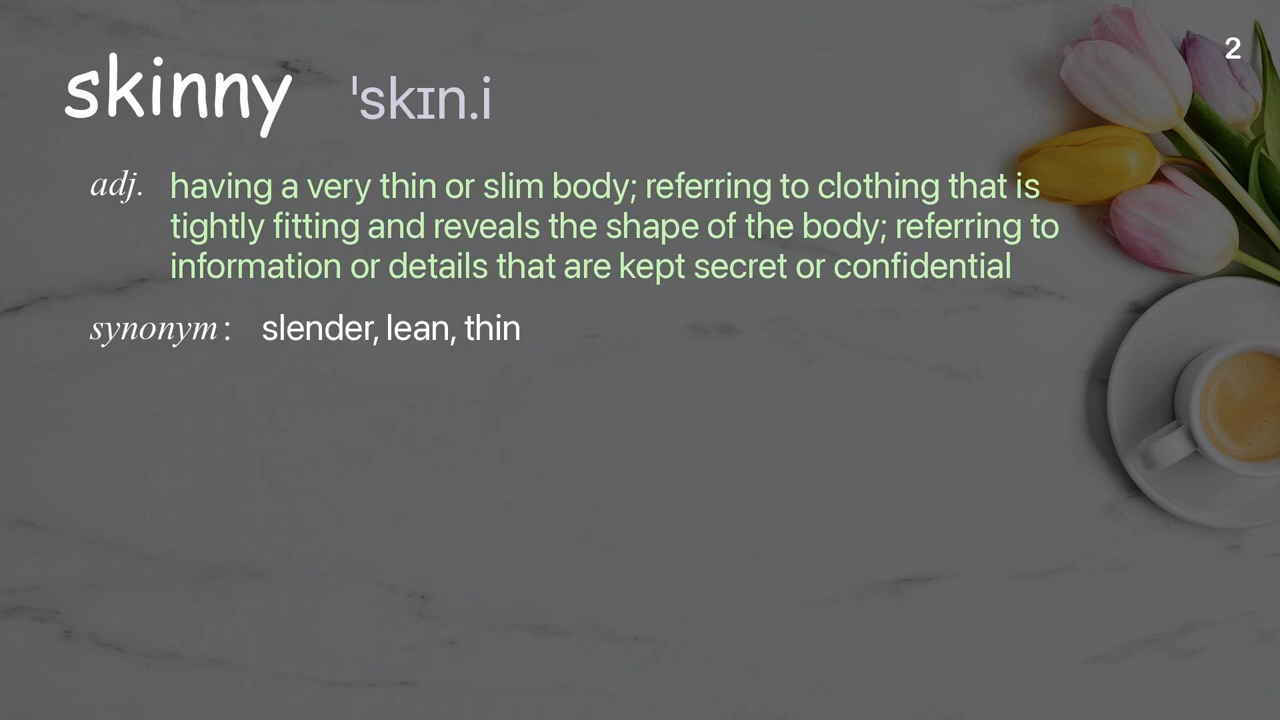 2
skinny ˈskɪn.i
adj. having a very thin or slim body; referring to clothing that is
tightly fitting and reveals the shape of the body; referring to
information or details that are kept secret or confidential
synonym : slender, lean, thin